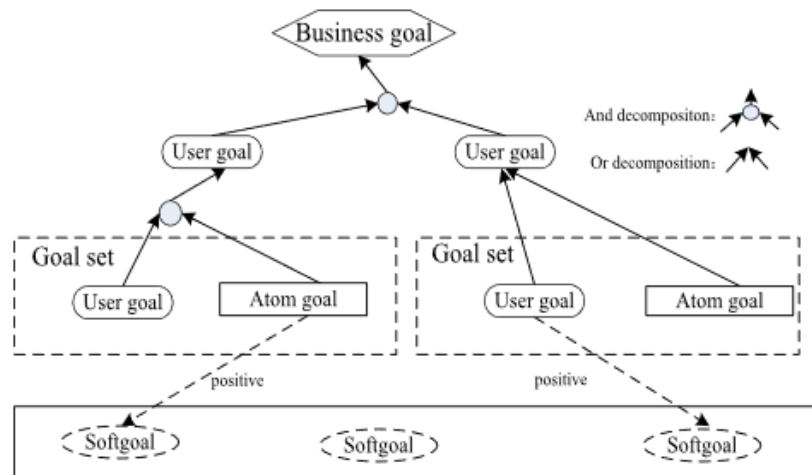 Business goal
And decompositon:
User goal
User goal
Or decomposition:
Goal set
Goal set
User goal
Atom goal
User goal
Atom goal
positive
positive
Softgoal
Softgoal
Softgoal